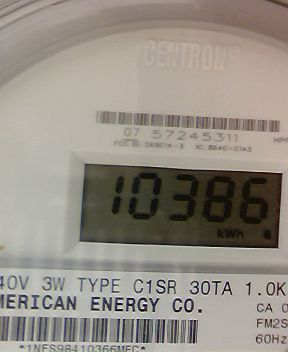 CENTRON®
07 57245311
10386
kWh
40V 3W TYPE C1SR 30TA 1.0K
MERICAN ENERGY CO.
CA 0
FM2S
60Hz
*1NFS98410366MEC*